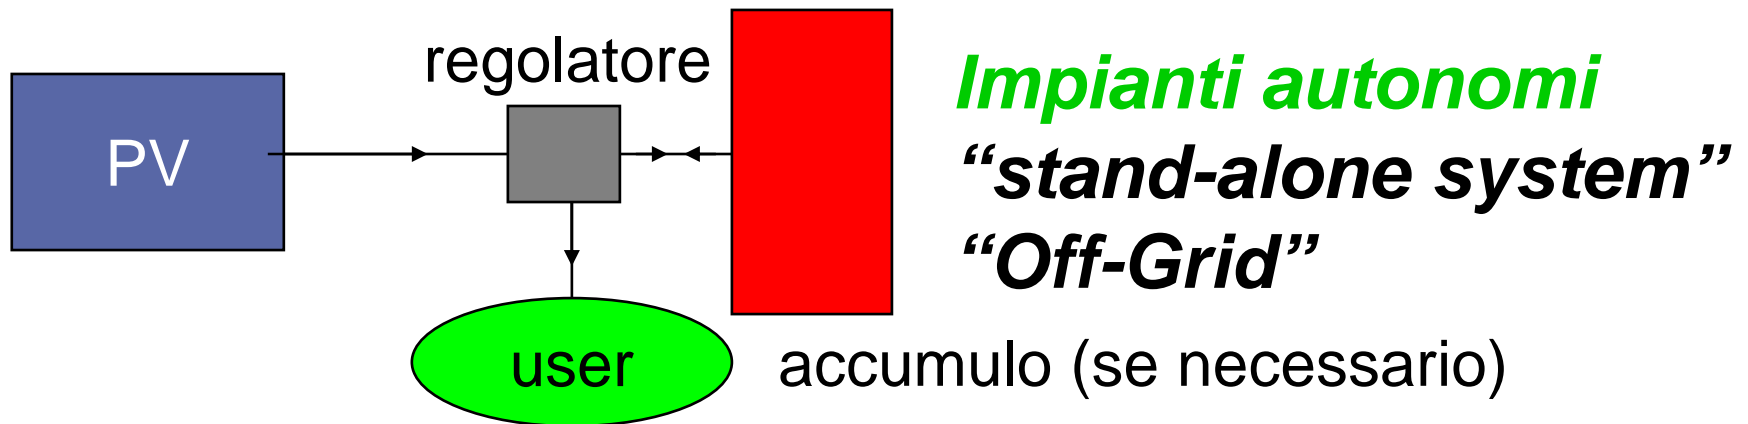 regolatore
PV
user
accumulo (se necessario)
Impianti autonomi
“stand-alone system”
“Off-Grid”